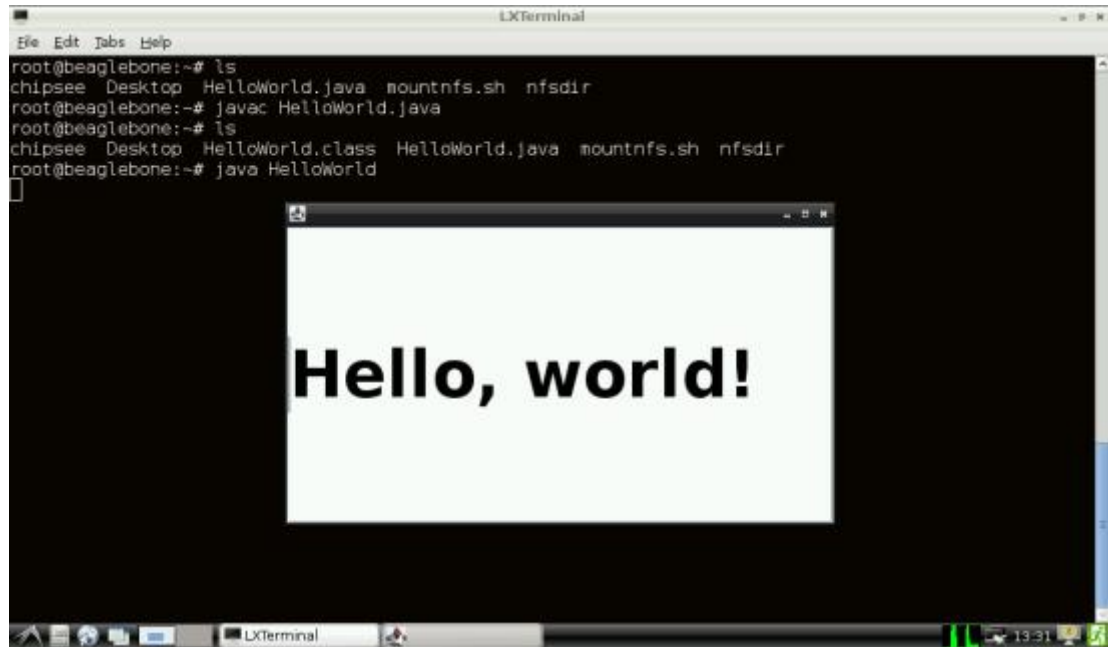 LXTerminal
File Edit Tabs Help
root@beaglebone:~# ls
chipsee Desktop HelloWorld.java mountnfs.sh nfsdir
root@beaglebone:~# javac HelloWorld.java
root@beaglebone:~# ls
chipsee Desktop HelloWorld.class HelloWorld.java mountnfs.sh nfsdir
root@beaglebone:~# java HelloWorld
Hello, world!
LXTerminal
13:31